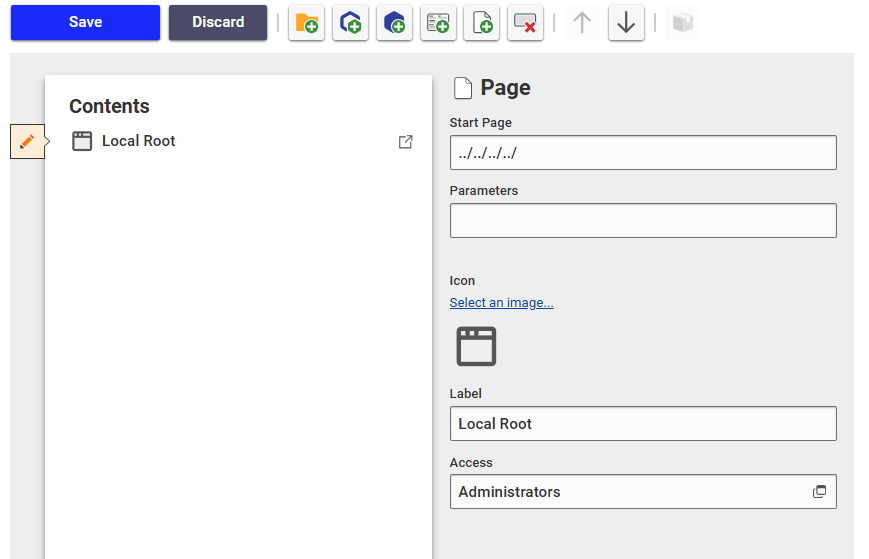 Save
Discard
Contents
Local Root
Page
Start Page
../../../../
Parameters
Icon
Select an image...
Label
Local Root
Access
Administrators